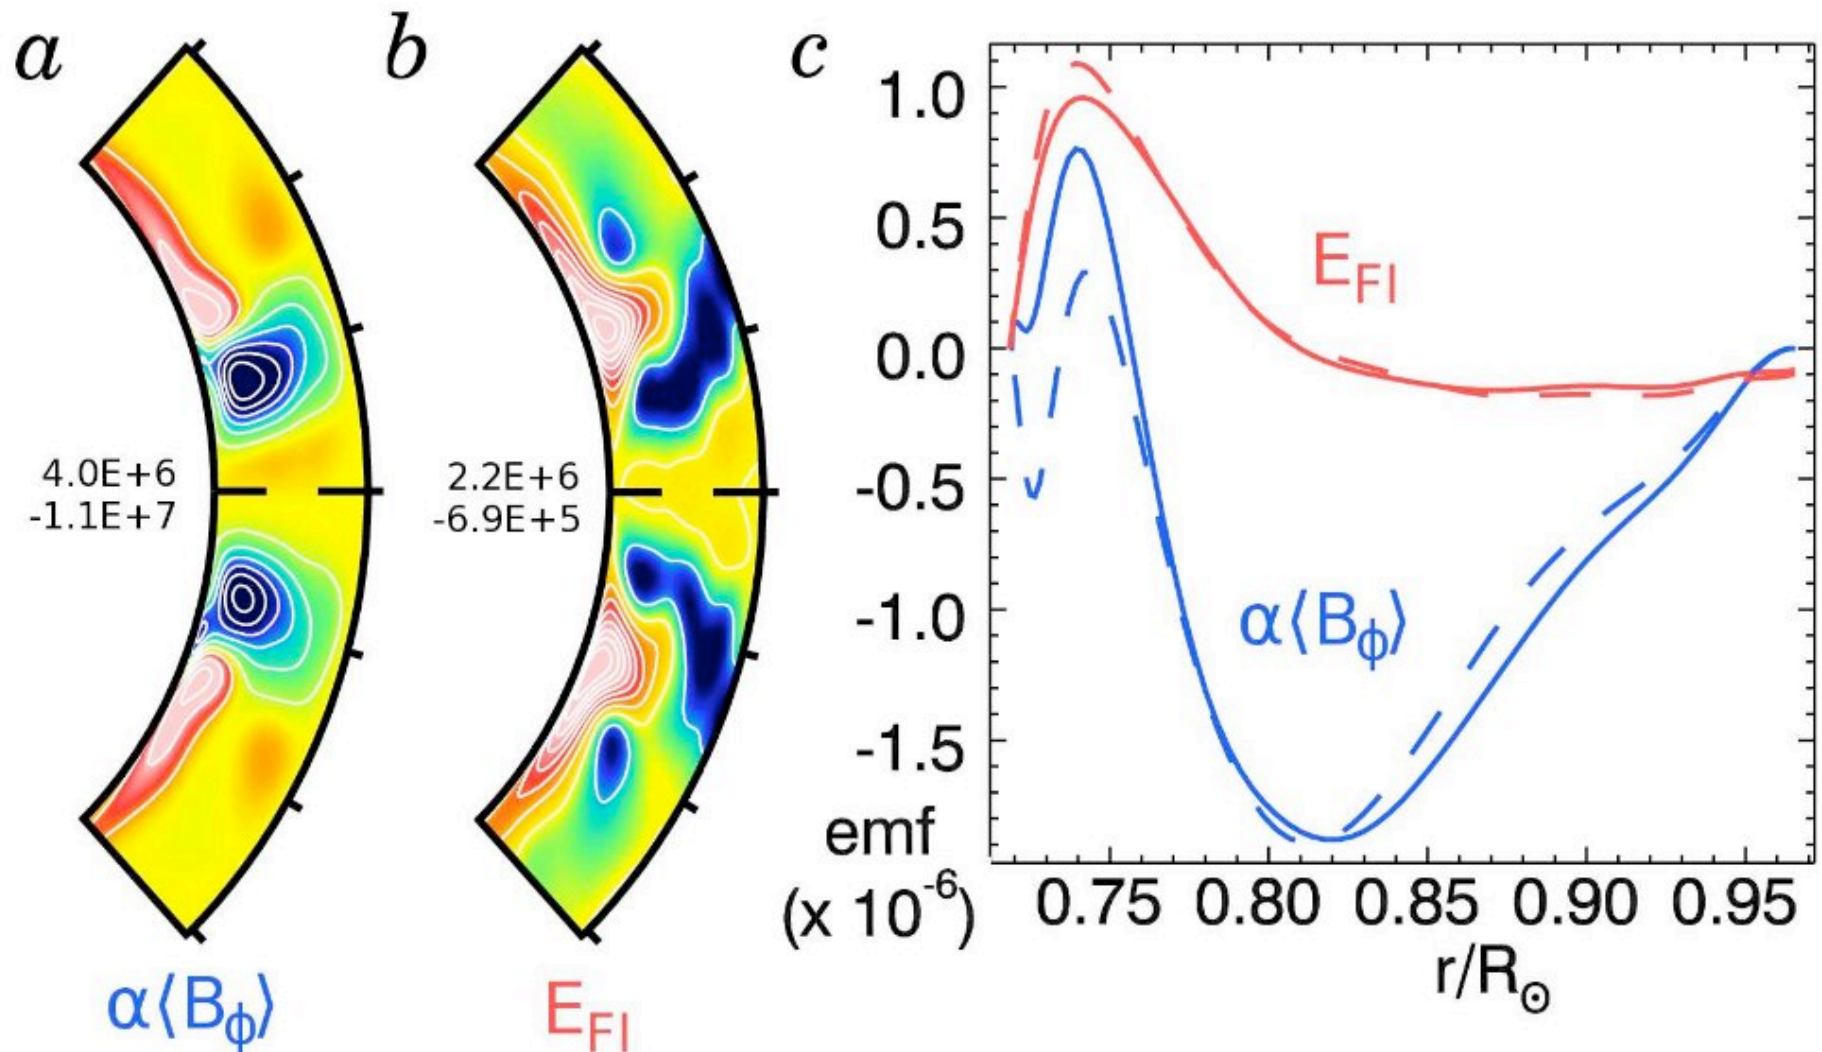 a
4.0E+6
-1.1E+7
α⟨B_ϕ⟩
b
2.2E+6
-6.9E+5
E_FI
c
1.0
0.5
0.0
-0.5
-1.0
-1.5
emf
(x 10⁻⁶)
E_FI
α⟨B_ϕ⟩
0.75 0.80 0.85 0.90 0.95
r/R_⊙